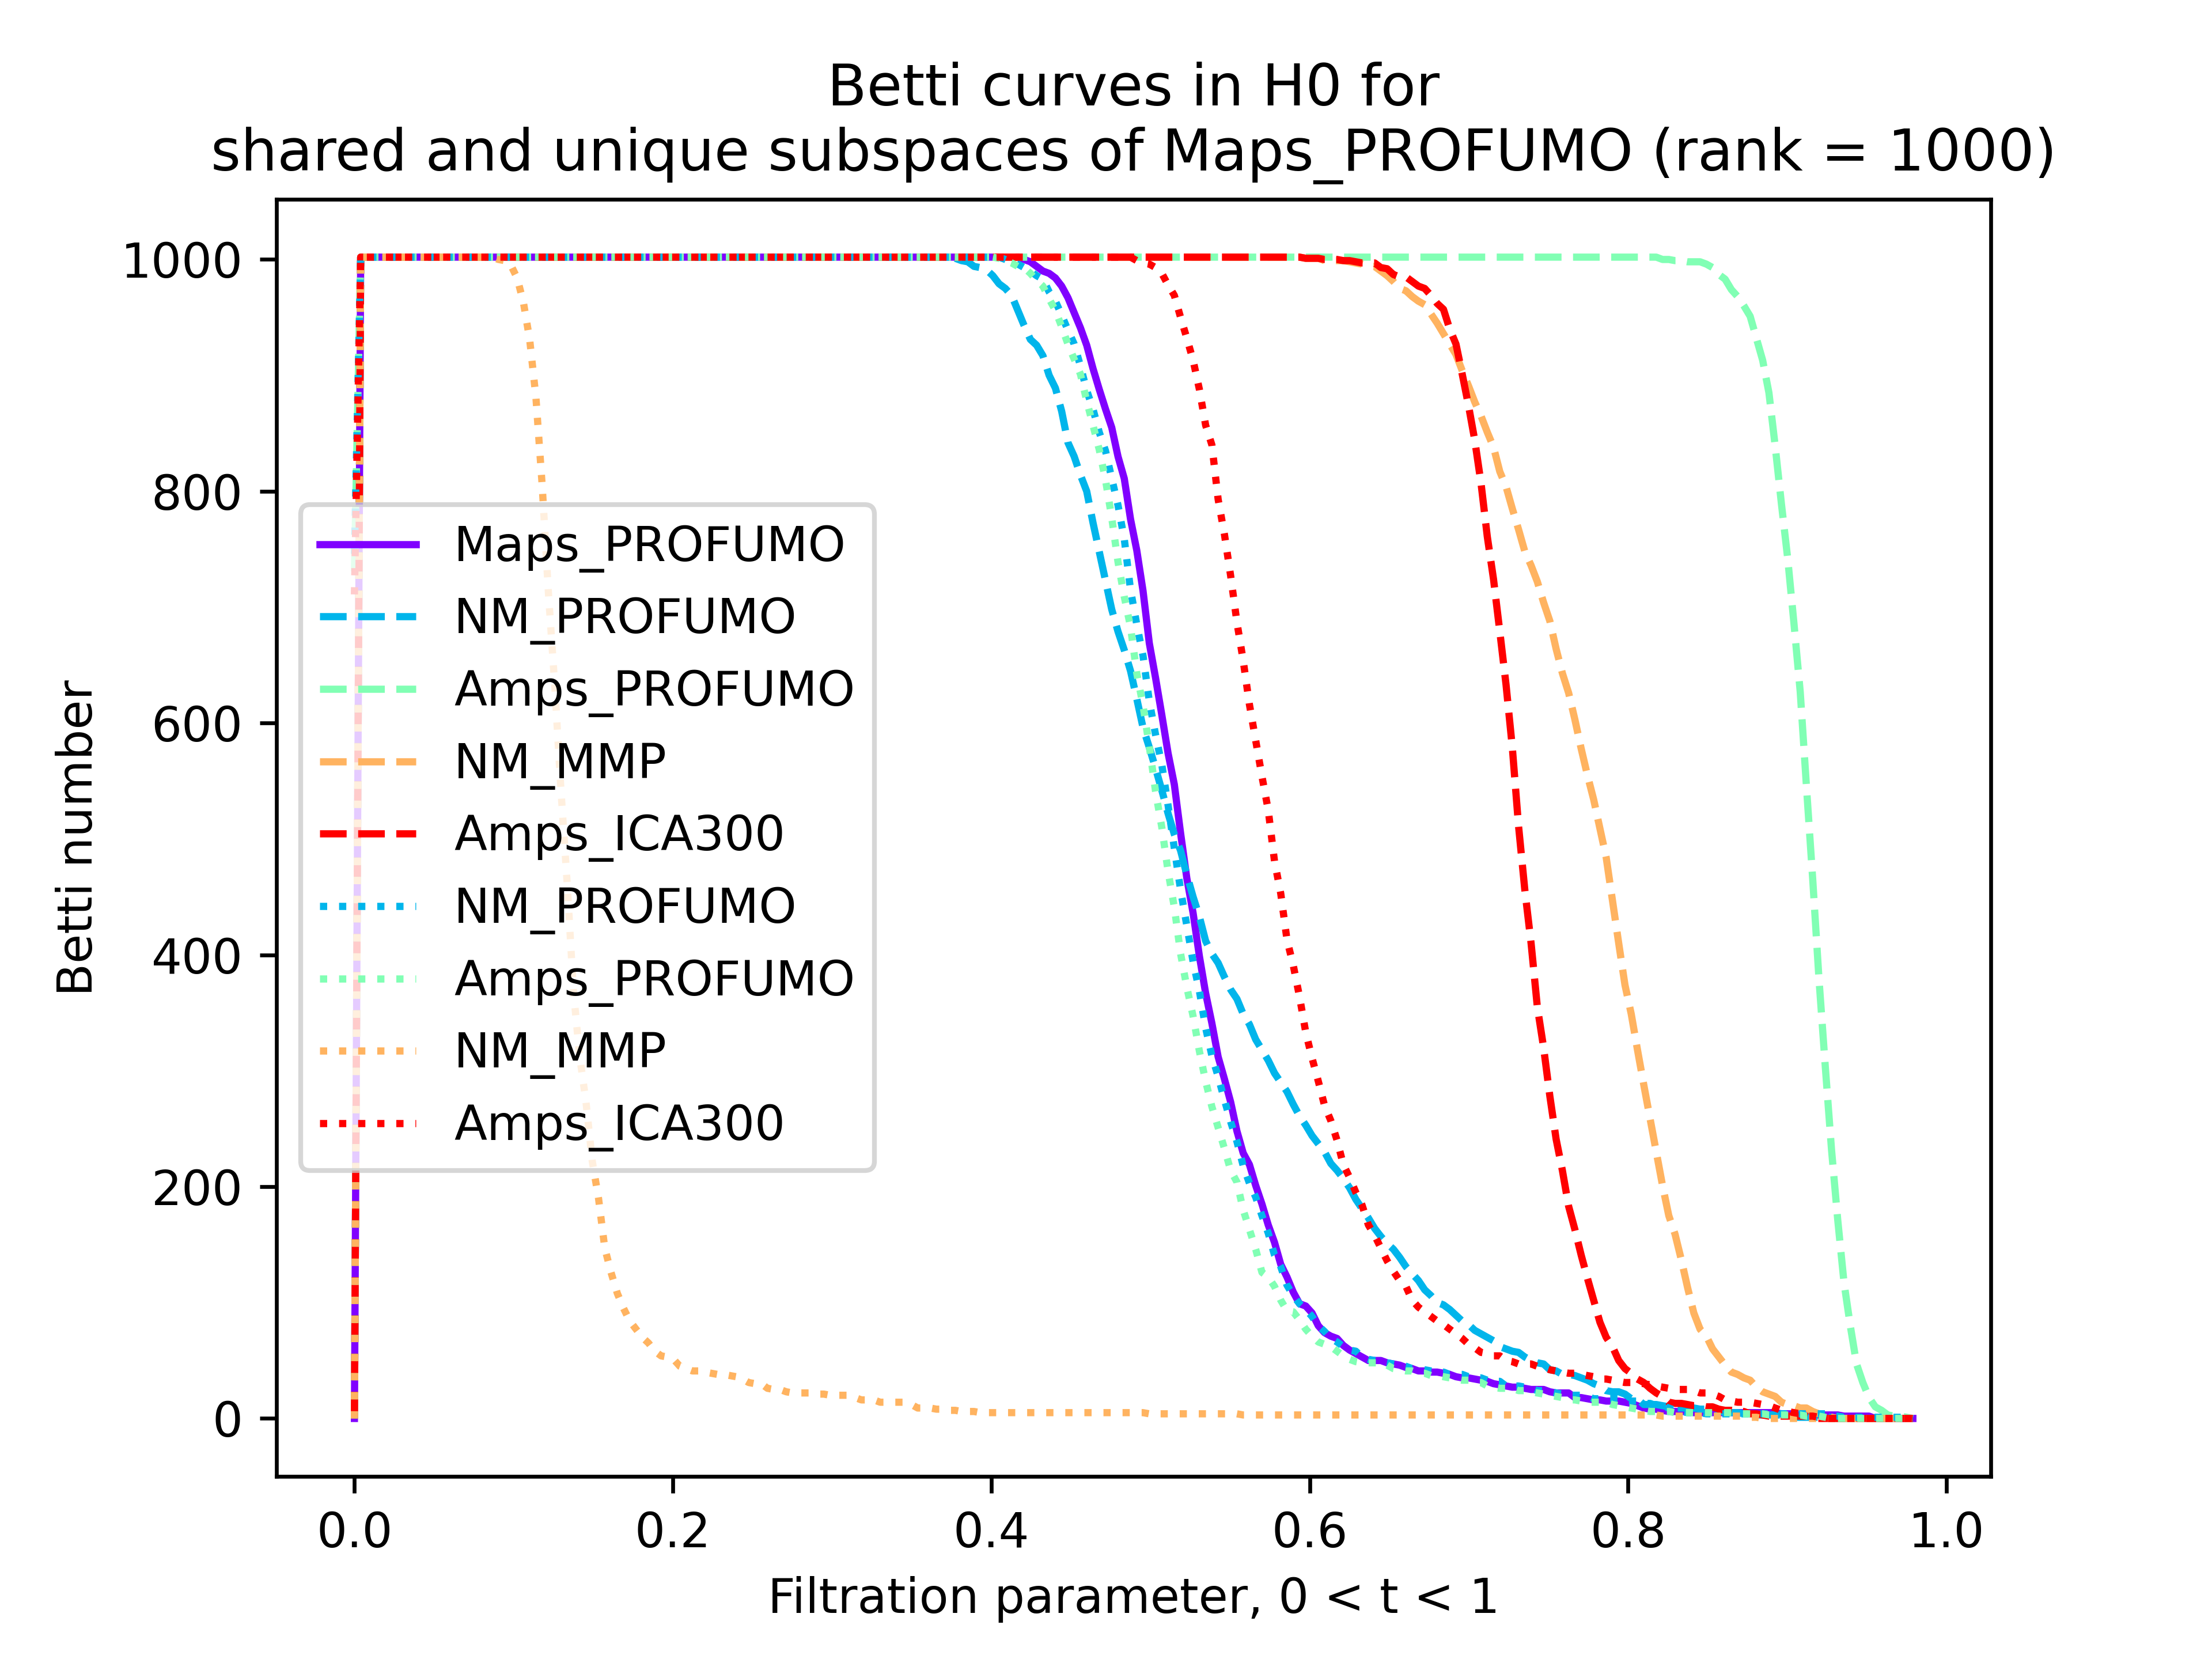 Betti curves in H0 for
shared and unique subspaces of Maps_PROFUMO (rank = 1000)
1000
800
600
400
200
0
Betti number
Maps_PROFUMO
NM_PROFUMO
Amps_PROFUMO
NM_MMP
Amps_ICA300
NM_PROFUMO
Amps_PROFUMO
NM_MMP
Amps_ICA300
0.0 0.2 0.4 0.6 0.8 1.0
Filtration parameter, 0 < t < 1